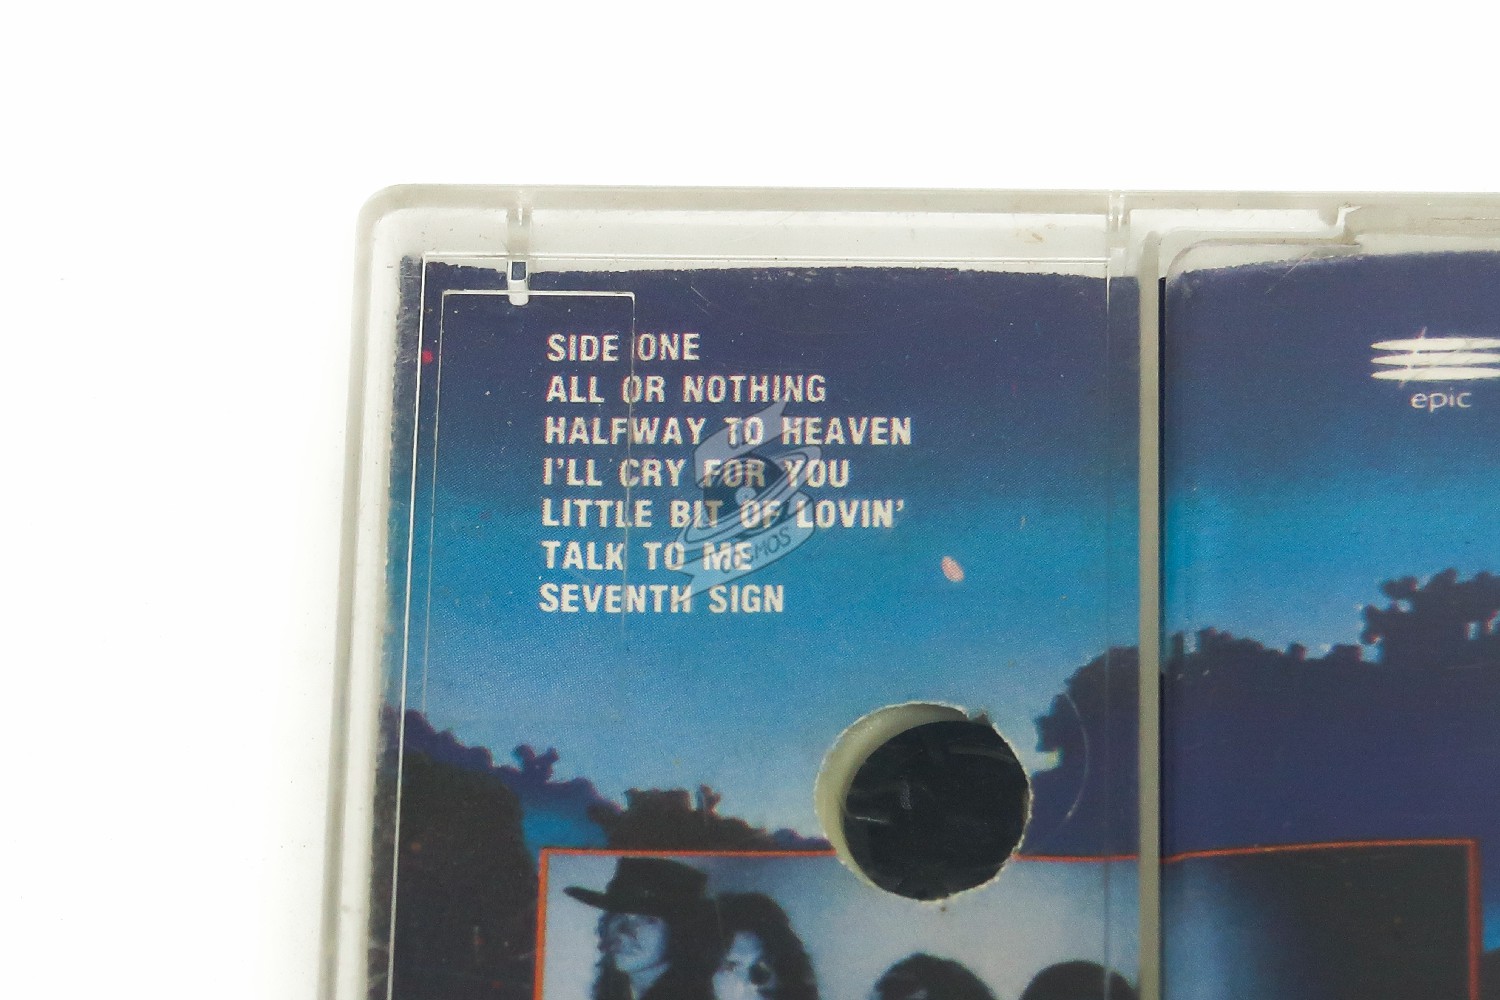 SIDE ONE
ALL OR NOTHING
HALFWAY TO HEAVEN
I'LL CRY FOR YOU
LITTLE BIT OF LOVIN'
TALK TO ME
SEVENTH SIGN
epic
COSMOS